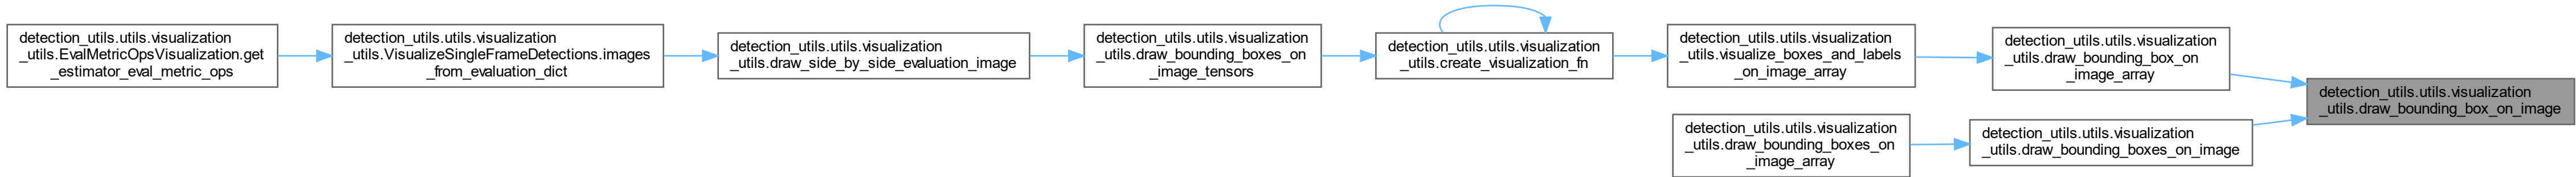 detection_utils.utils.visualization
_utils.EvalMetricOpsVisualization.get
_estimator_eval_metric_ops
detection_utils.utils.visualization
_utils.VisualizeSingleFrameDetections.images
_from_evaluation_dict
detection_utils.utils.visualization
_utils.draw_side_by_side_evaluation_image
detection_utils.utils.visualization
_utils.draw_bounding_boxes_on
_image_tensors
detection_utils.utils.visualization
_utils.create_visualization_fn
detection_utils.utils.visualization
_utils.visualize_boxes_and_labels
_on_image_array
detection_utils.utils.visualization
_utils.draw_bounding_box_on
_image_array
detection_utils.utils.visualization
_utils.draw_bounding_box_on_image
detection_utils.utils.visualization
_utils.draw_bounding_boxes_on
_image_array
detection_utils.utils.visualization
_utils.draw_bounding_boxes_on_image